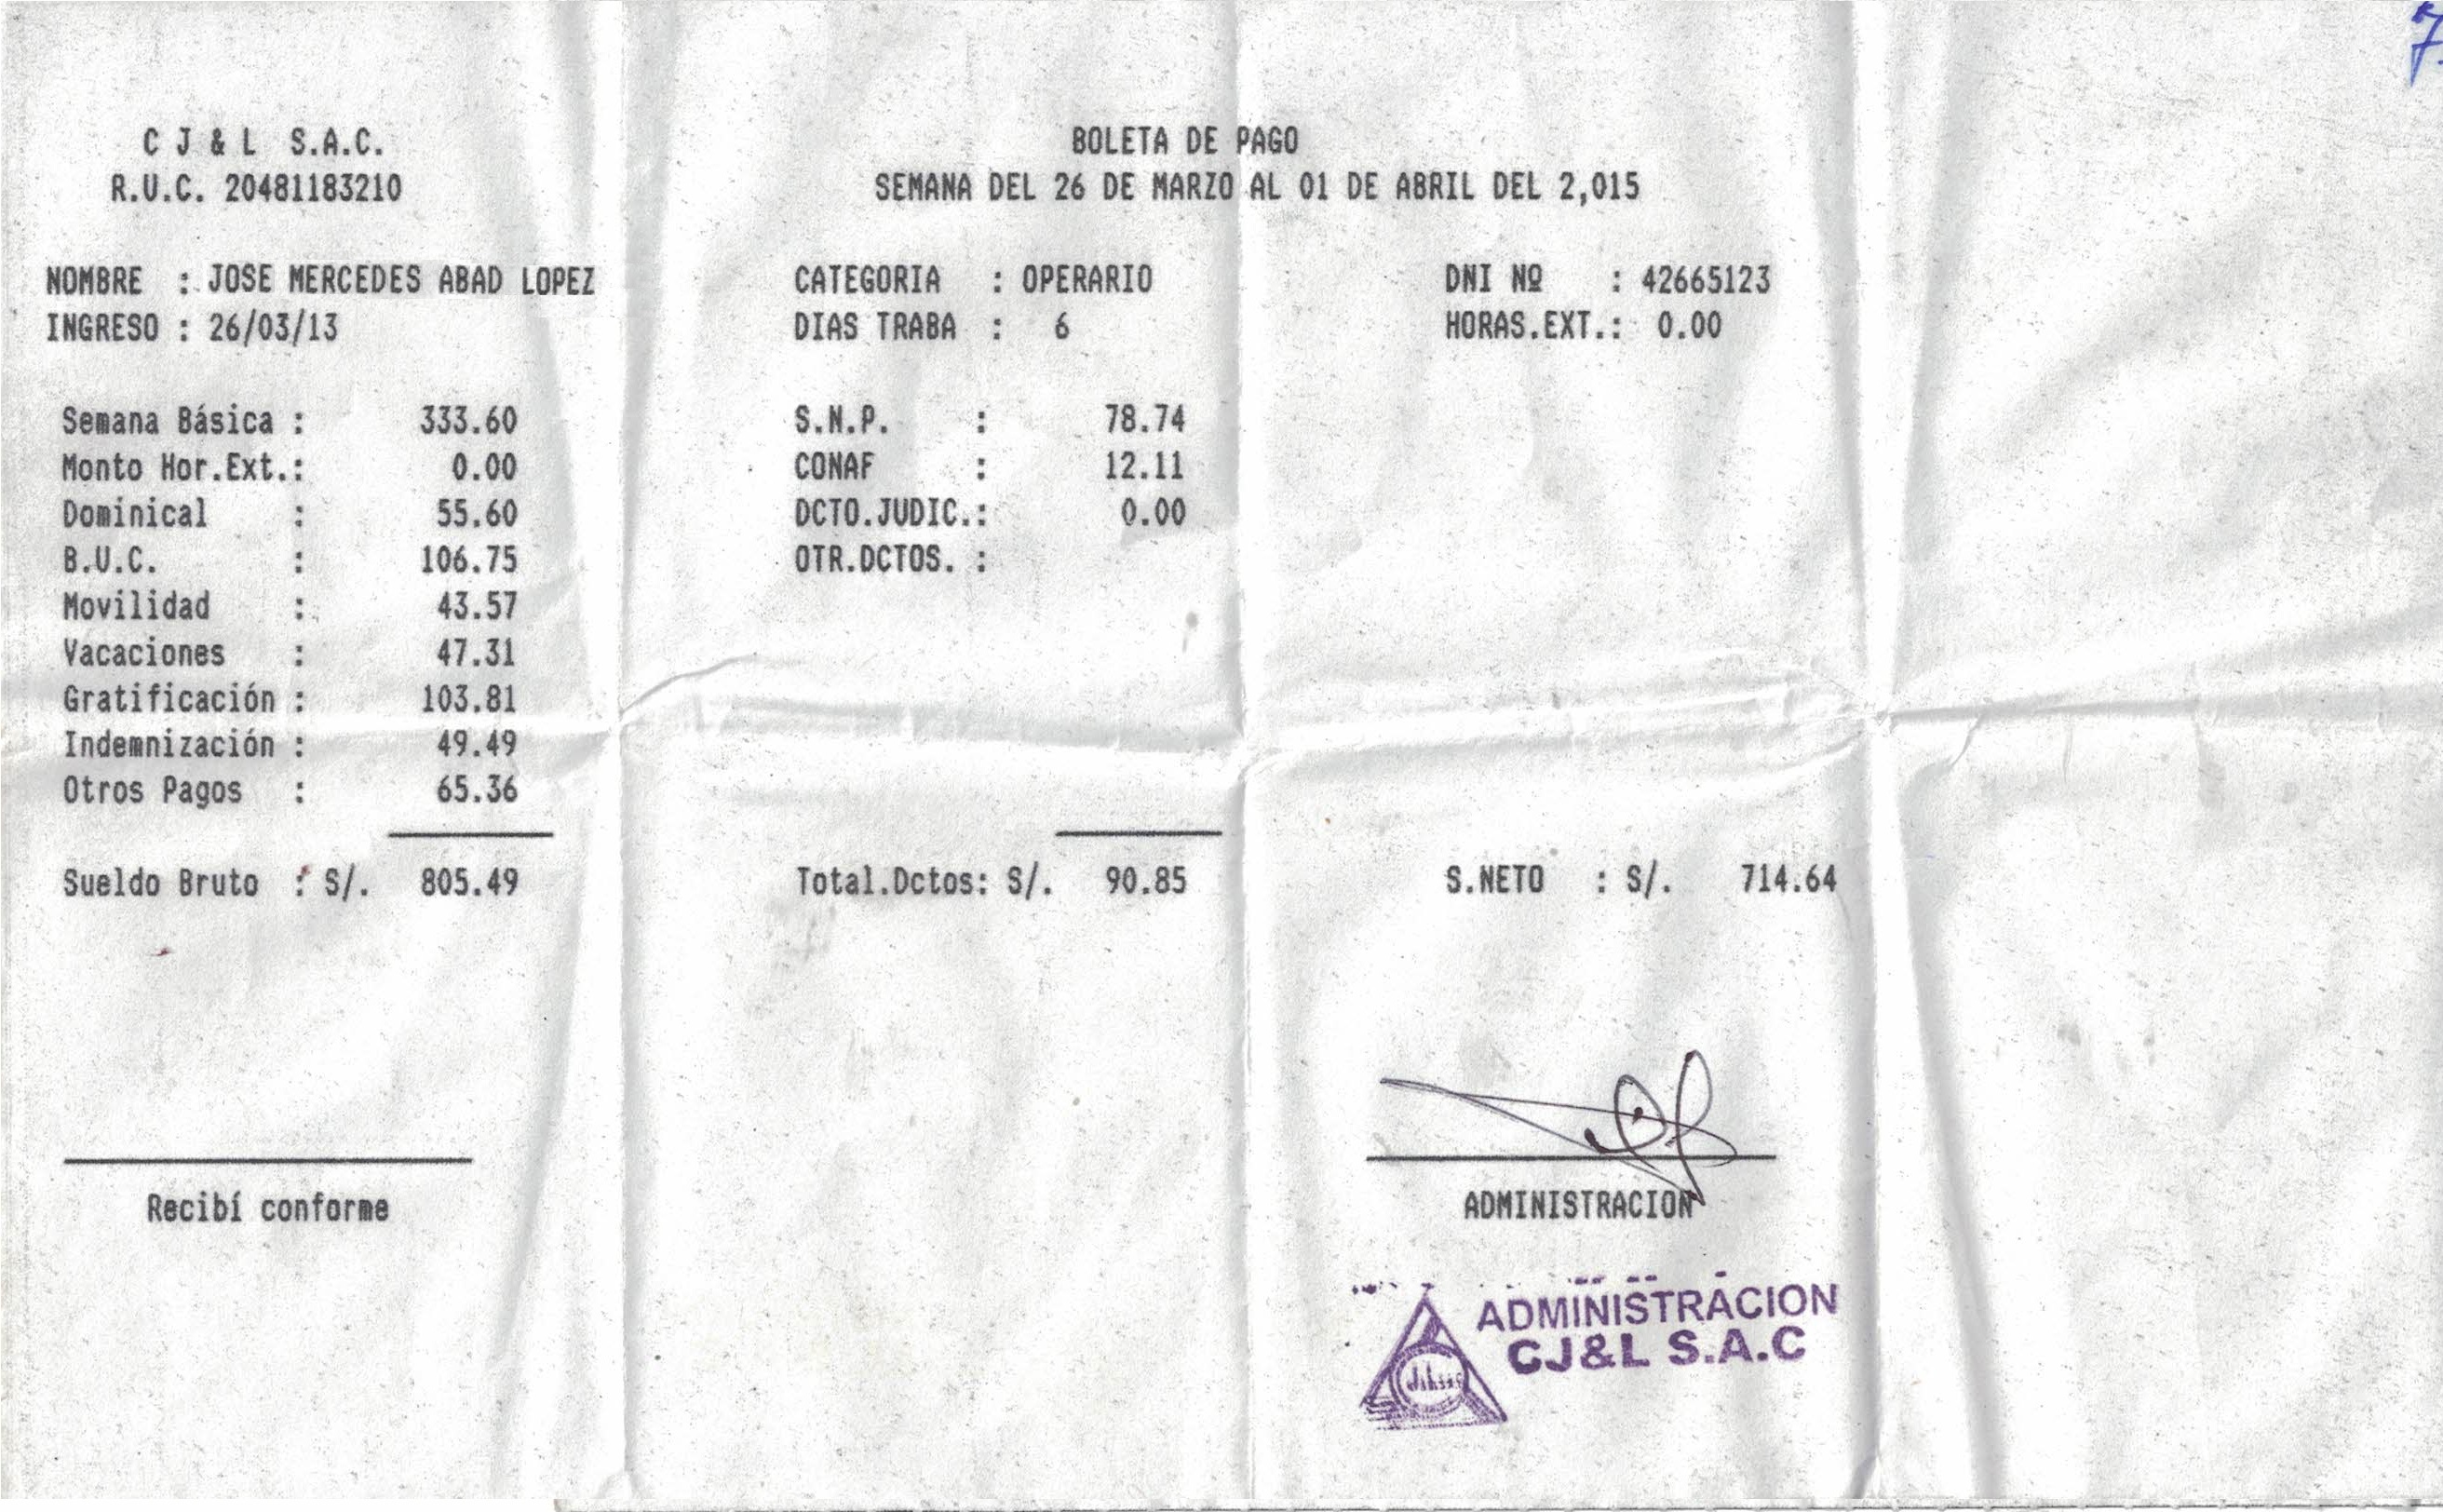 7
C J & L S.A.C.
R.U.C. 20481183210
BOLETA DE PAGO
SEMANA DEL 26 DE MARZO AL 01 DE ABRIL DEL 2,015
NOMBRE : JOSE MERCEDES ABAD LOPEZ CATEGORIA : OPERARIO DNI Nº : 42665123
INGRESO : 26/03/13 DIAS TRABA : 6 HORAS.EXT.: 0.00
Semana Básica : 333.60 S.N.P. : 78.74
Monto Hor.Ext.: 0.00 CONAF : 12.11
Dominical : 55.60 DCTO.JUDIC.: 0.00
B.U.C. : 106.75 OTR.DCTOS. :
Movilidad : 43.57
Vacaciones : 47.31
Gratificación : 103.81
Indemnización : 49.49
Otros Pagos : 65.36
Sueldo Bruto : S/. 805.49 Total.Dctos: S/. 90.85 S.NETO : S/. 714.64
Recibí conforme
ADMINISTRACION
ADMINISTRACION
CJ&L S.A.C